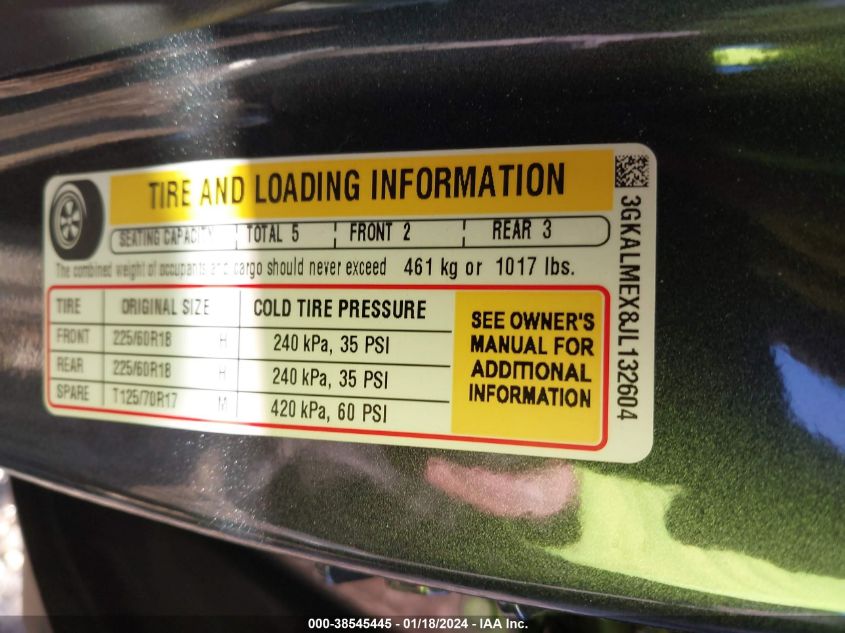 TIRE AND LOADING INFORMATION
SEATING CAPACITY TOTAL 5 FRONT 2 REAR 3
The combined weight of occupants and cargo should never exceed 461 kg or 1017 lbs.
TIRE ORIGINAL SIZE COLD TIRE PRESSURE
FRONT 225/60R18 H 240 kPa, 35 PSI
REAR 225/60R18 H 240 kPa, 35 PSI
SPARE T125/70R17 M 420 kPa, 60 PSI
SEE OWNER'S
MANUAL FOR
ADDITIONAL
INFORMATION
3GKALMEX8JL132604
000-38545445 - 01/18/2024 - IAA Inc.